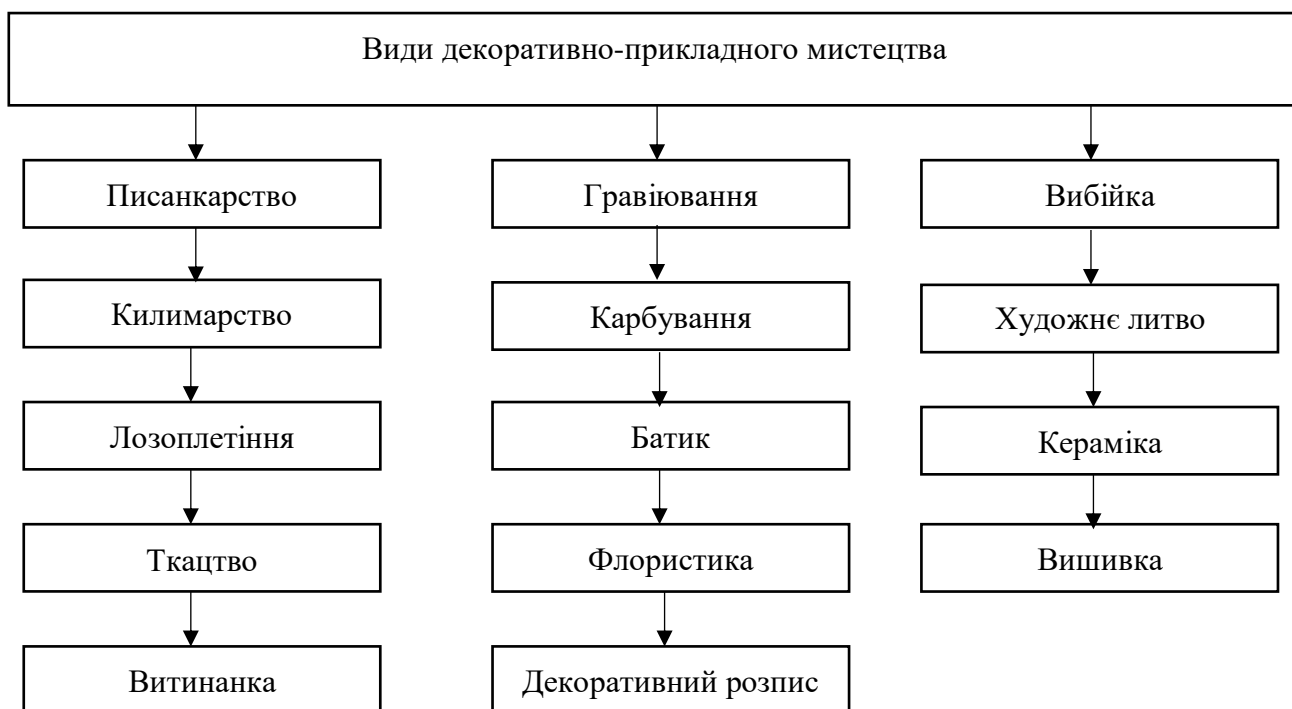 Види декоративно-прикладного мистецтва
Писанкарство
Гравіювання
Вибійка
Килимарство
Карбування
Художнє литво
Лозоплетіння
Батик
Кераміка
Ткацтво
Флористика
Вишивка
Витинанка
Декоративний розпис